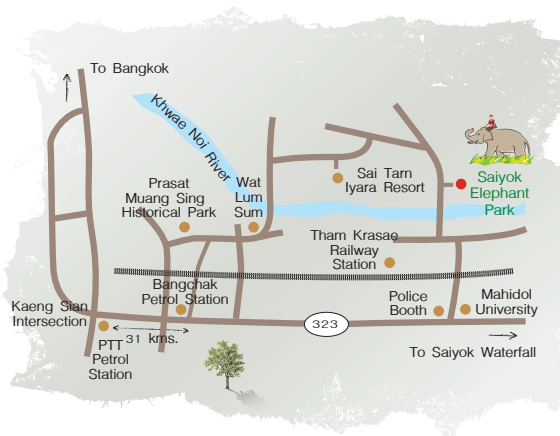 To Bangkok
Khwae Noi River
Prasat
Muang Sing
Historical Park
Wat
Lum
Sum
Sai Tarn
Iyara Resort
Saiyok
Elephant
Park
Tham Krasae
Railway
Station
Bangchak
Petrol Station
Kaeng Sian
Intersection
PTT
Petrol
Station
31 kms.
323
Police
Booth
Mahidol
University
To Saiyok Waterfall